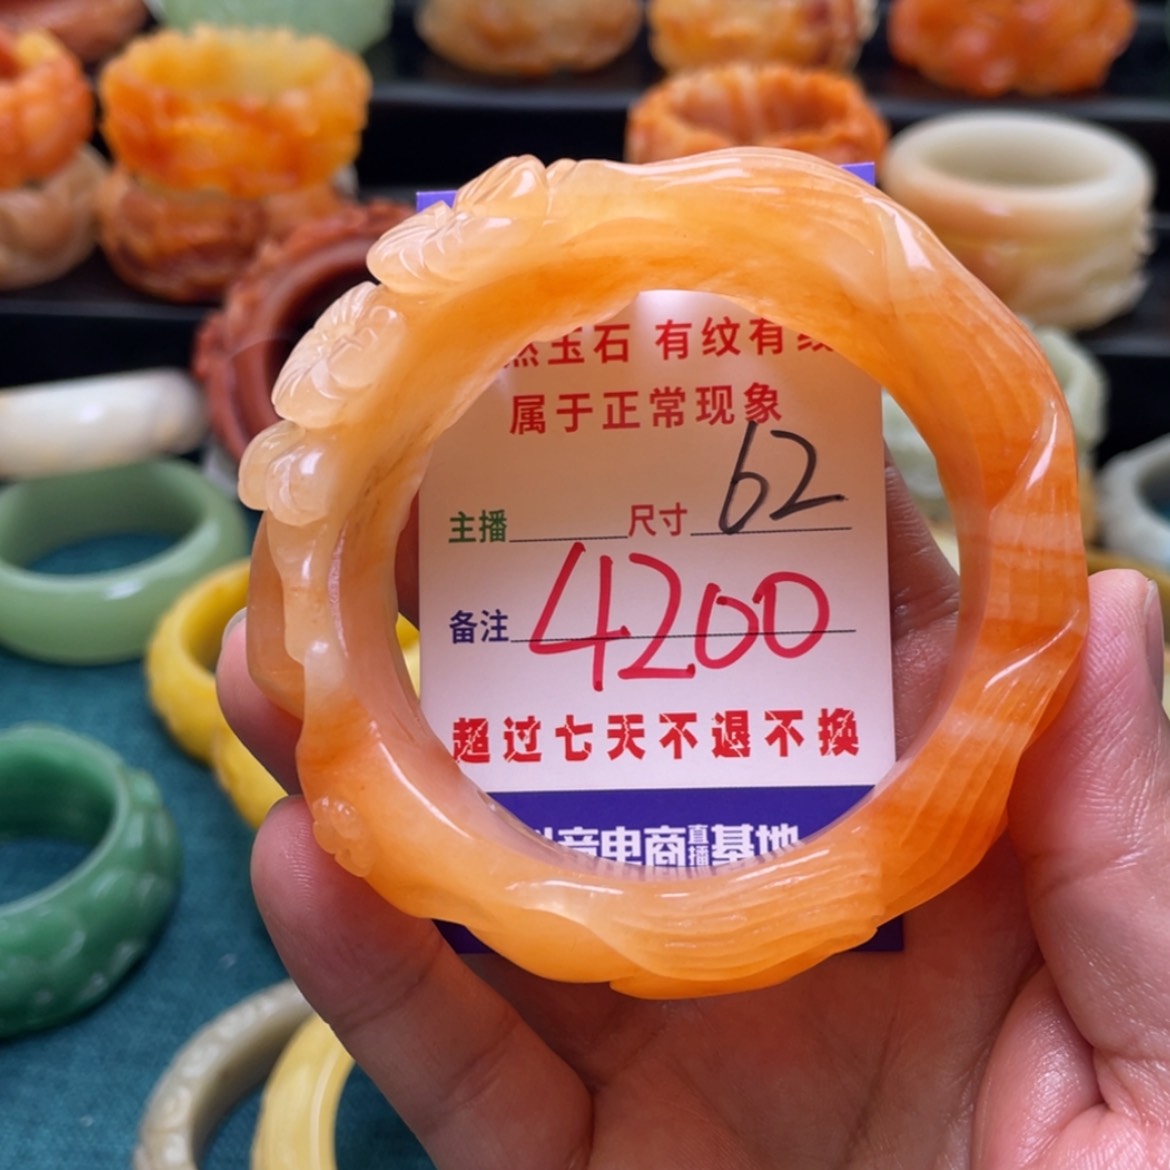 玉石 有纹有
属于正常现象
主播 尺寸 62
备注 4200
超过七天不退不换
音电商直播基地